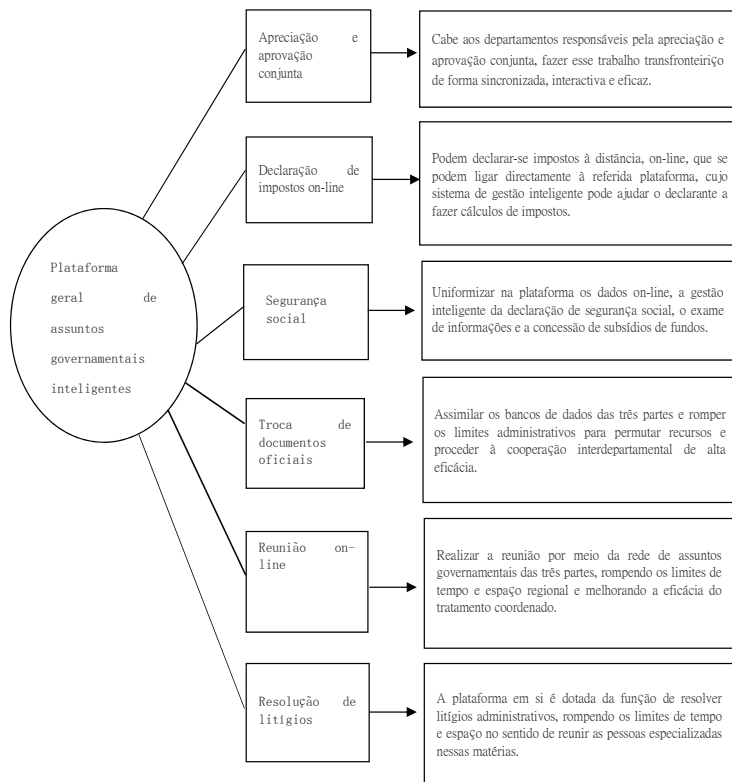 Apreciação e
aprovação
conjunta
Cabe aos departamentos responsáveis pela apreciação e
aprovação conjunta, fazer esse trabalho transfronteiriço
de forma sincronizada, interactiva e eficaz.
Declaração de
impostos on-line
Podem declarar-se impostos à distância, on-line, que se
podem ligar directamente à referida plataforma, cujo
sistema de gestão inteligente pode ajudar o declarante a
fazer cálculos de impostos.
Plataforma
geral de
assuntos
governamentais
inteligentes
Segurança
social
Uniformizar na plataforma os dados on-line, a gestão
inteligente da declaração de segurança social, o exame
de informações e a concessão de subsídios de fundos.
Troca de
documentos
oficiais
Assimilar os bancos de dados das três partes e romper
os limites administrativos para permutar recursos e
proceder à cooperação interdepartamental de alta
eficácia.
Reunião on-
line
Realizar a reunião por meio da rede de assuntos
governamentais das três partes, rompendo os limites de
tempo e espaço regional e melhorando a eficácia do
tratamento coordenado.
Resolução de
litígios
A plataforma em si é dotada da função de resolver
litígios administrativos, rompendo os limites de tempo
e espaço no sentido de reunir as pessoas especializadas
nessas matérias.